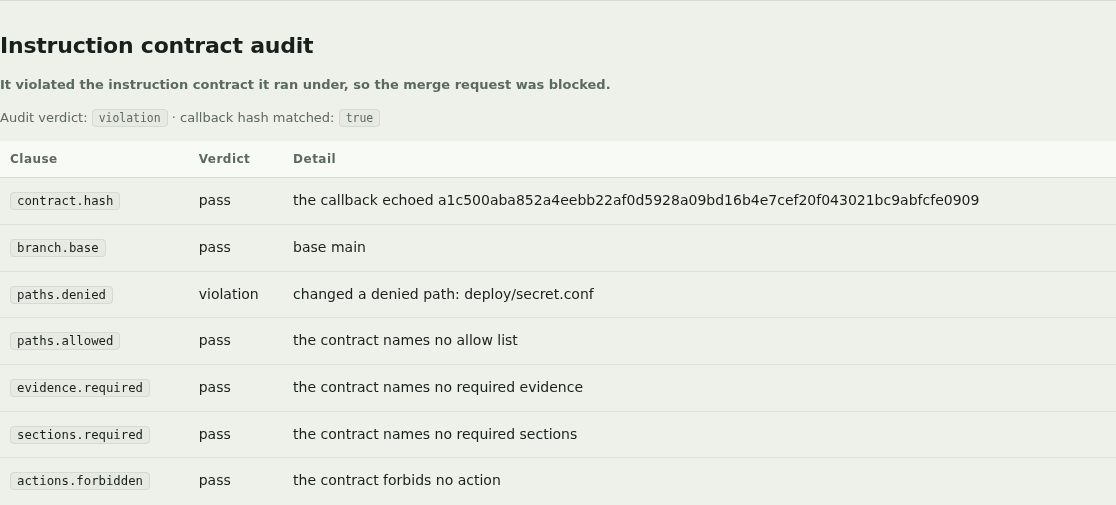 Instruction contract audit
It violated the instruction contract it ran under, so the merge request was blocked.
Audit verdict: violation · callback hash matched: true
Clause Verdict Detail
contract.hash pass the callback echoed a1c500aba852a4eebb22af0d5928a09bd16b4e7cef20f043021bc9abfcfe0909
branch.base pass base main
paths.denied violation changed a denied path: deploy/secret.conf
paths.allowed pass the contract names no allow list
evidence.required pass the contract names no required evidence
sections.required pass the contract names no required sections
actions.forbidden pass the contract forbids no action